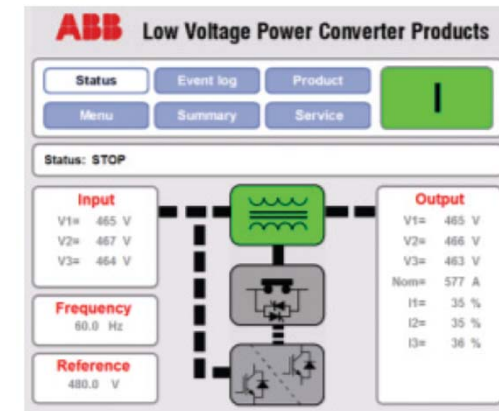 ABB Low Voltage Power Converter Products
Status Event log Product
Menu Summary Service
I
Status: STOP
Input
V1= 465 V
V2= 467 V
V3= 464 V
Frequency
60.0 Hz
Reference
480.0 V
Output
V1= 465 V
V2= 466 V
V3= 463 V
Nom= 577 A
I1= 35 %
I2= 35 %
I3= 36 %